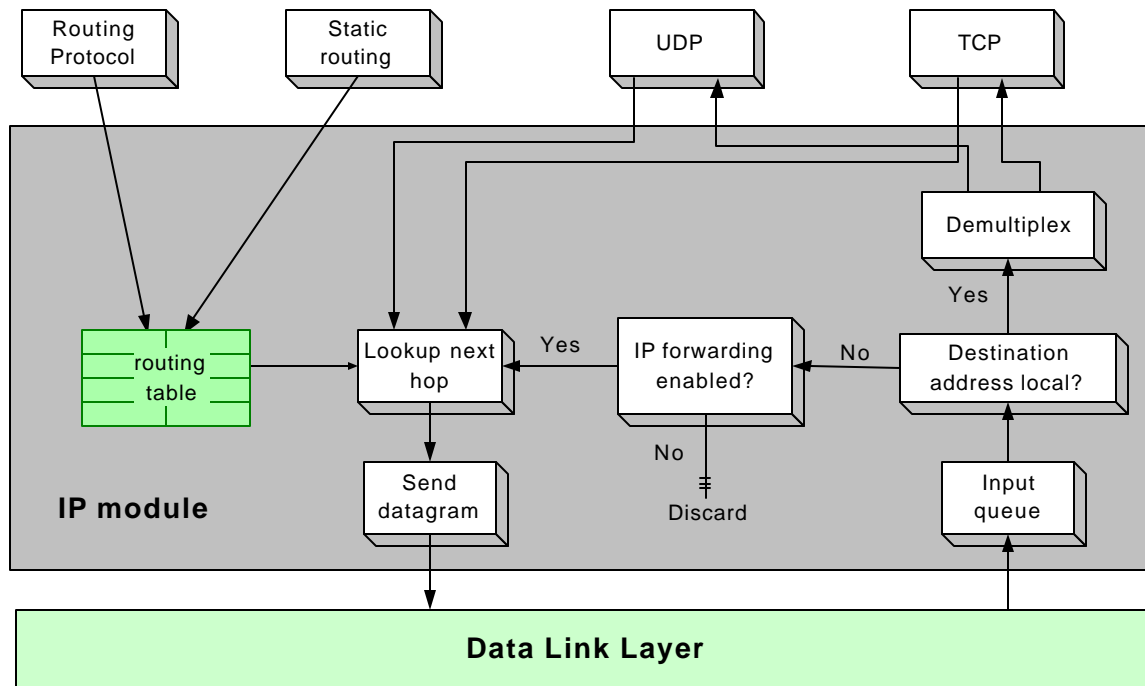 Routing
Protocol
Static
routing
UDP
TCP
Demultiplex
Yes
routing
table
Lookup next
hop
Yes
IP forwarding
enabled?
No
Destination
address local?
No
Send
datagram
Discard
Input
queue
IP module
Data Link Layer